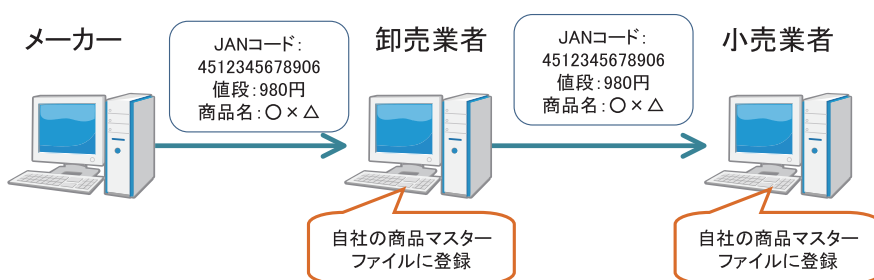 メーカー
JANコード：
4512345678906
値段：980円
商品名：〇×△
卸売業者
JANコード：
4512345678906
値段：980円
商品名：〇×△
小売業者
自社の商品マスター
ファイルに登録
自社の商品マスター
ファイルに登録